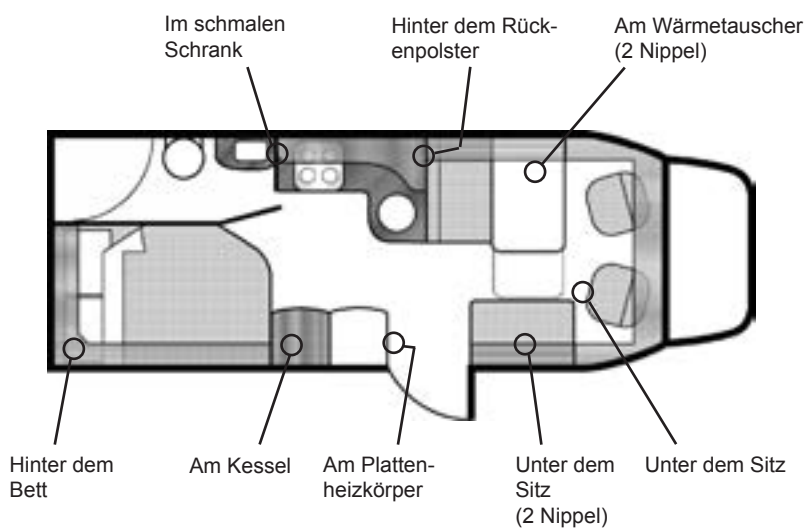 Im schmalen
Schrank
Hinter dem Rück-
enpolster
Am Wärmetauscher
(2 Nippel)
Hinter dem
Bett
Am Kessel
Am Platten-
heizkörper
Unter dem
Sitz
(2 Nippel)
Unter dem Sitz